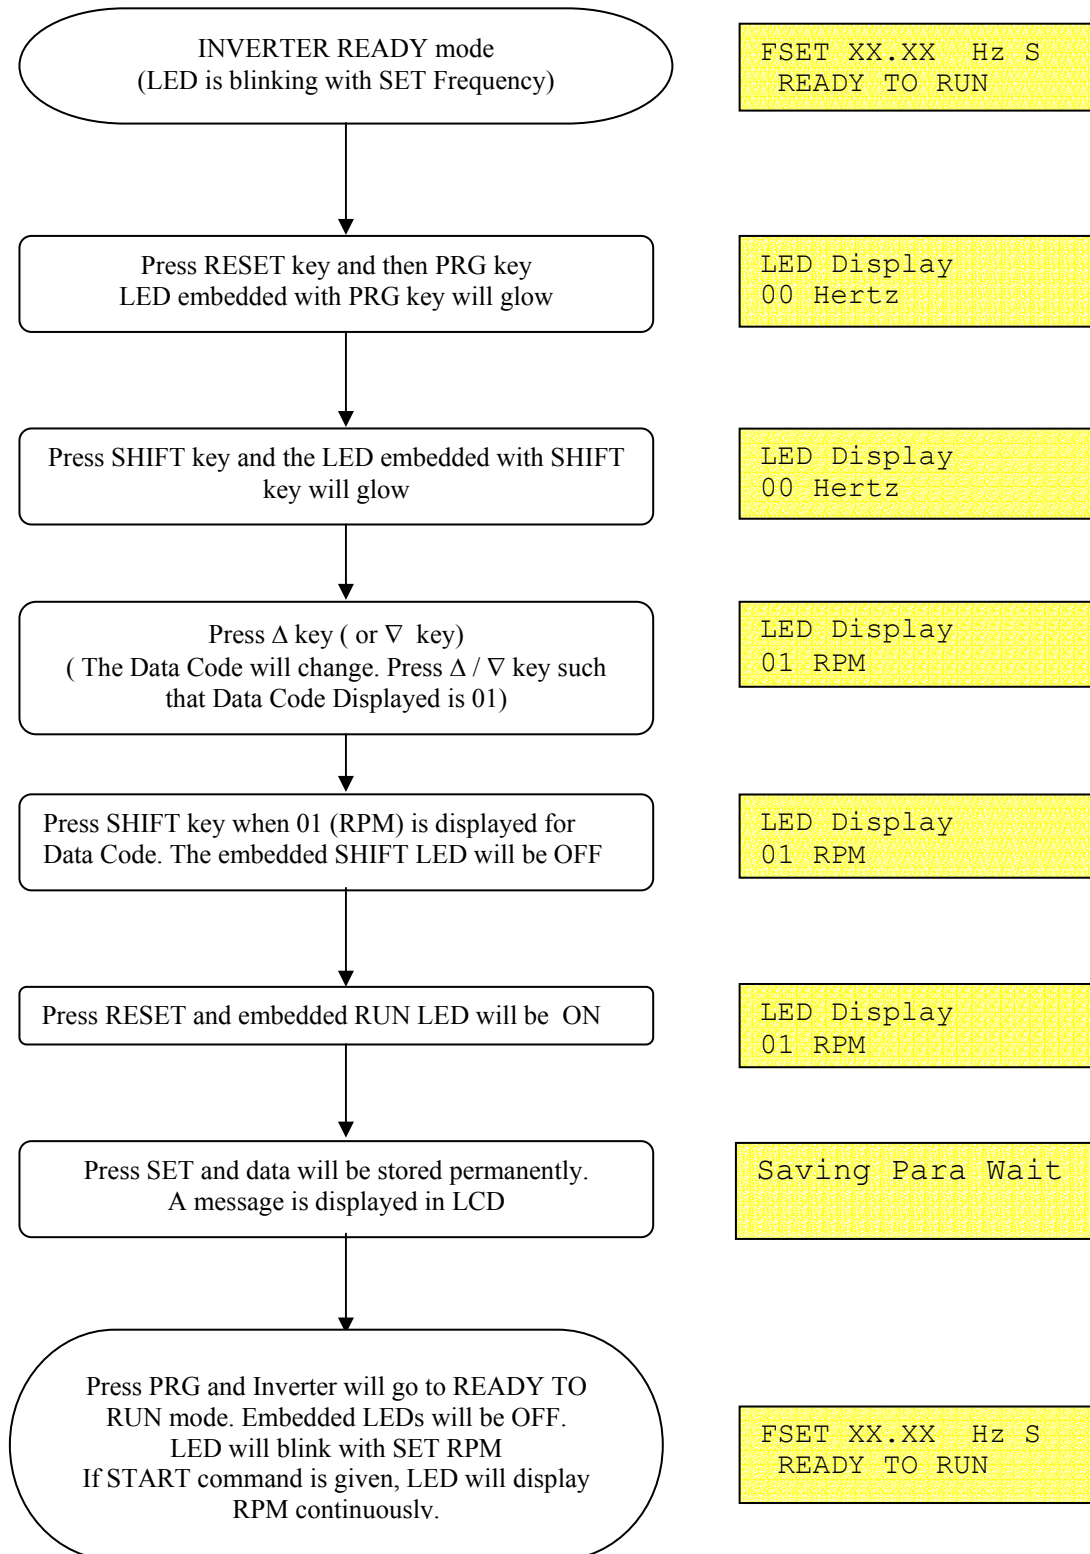 INVERTER READY mode
(LED is blinking with SET Frequency)
FSET XX.XX  Hz S
READY TO RUN
Press RESET key and then PRG key
LED embedded with PRG key will glow
LED Display
00 Hertz
Press SHIFT key and the LED embedded with SHIFT
key will glow
LED Display
00 Hertz
Press Δ key ( or ∇  key)
( The Data Code will change. Press Δ / ∇ key such
that Data Code Displayed is 01)
LED Display
01 RPM
Press SHIFT key when 01 (RPM) is displayed for
Data Code. The embedded SHIFT LED will be OFF
LED Display
01 RPM
Press RESET and embedded RUN LED will be  ON
LED Display
01 RPM
Press SET and data will be stored permanently.
A message is displayed in LCD
Saving Para Wait
Press PRG and Inverter will go to READY TO
RUN mode. Embedded LEDs will be OFF.
LED will blink with SET RPM
If START command is given, LED will display
RPM continuously.
FSET XX.XX  Hz S
READY TO RUN